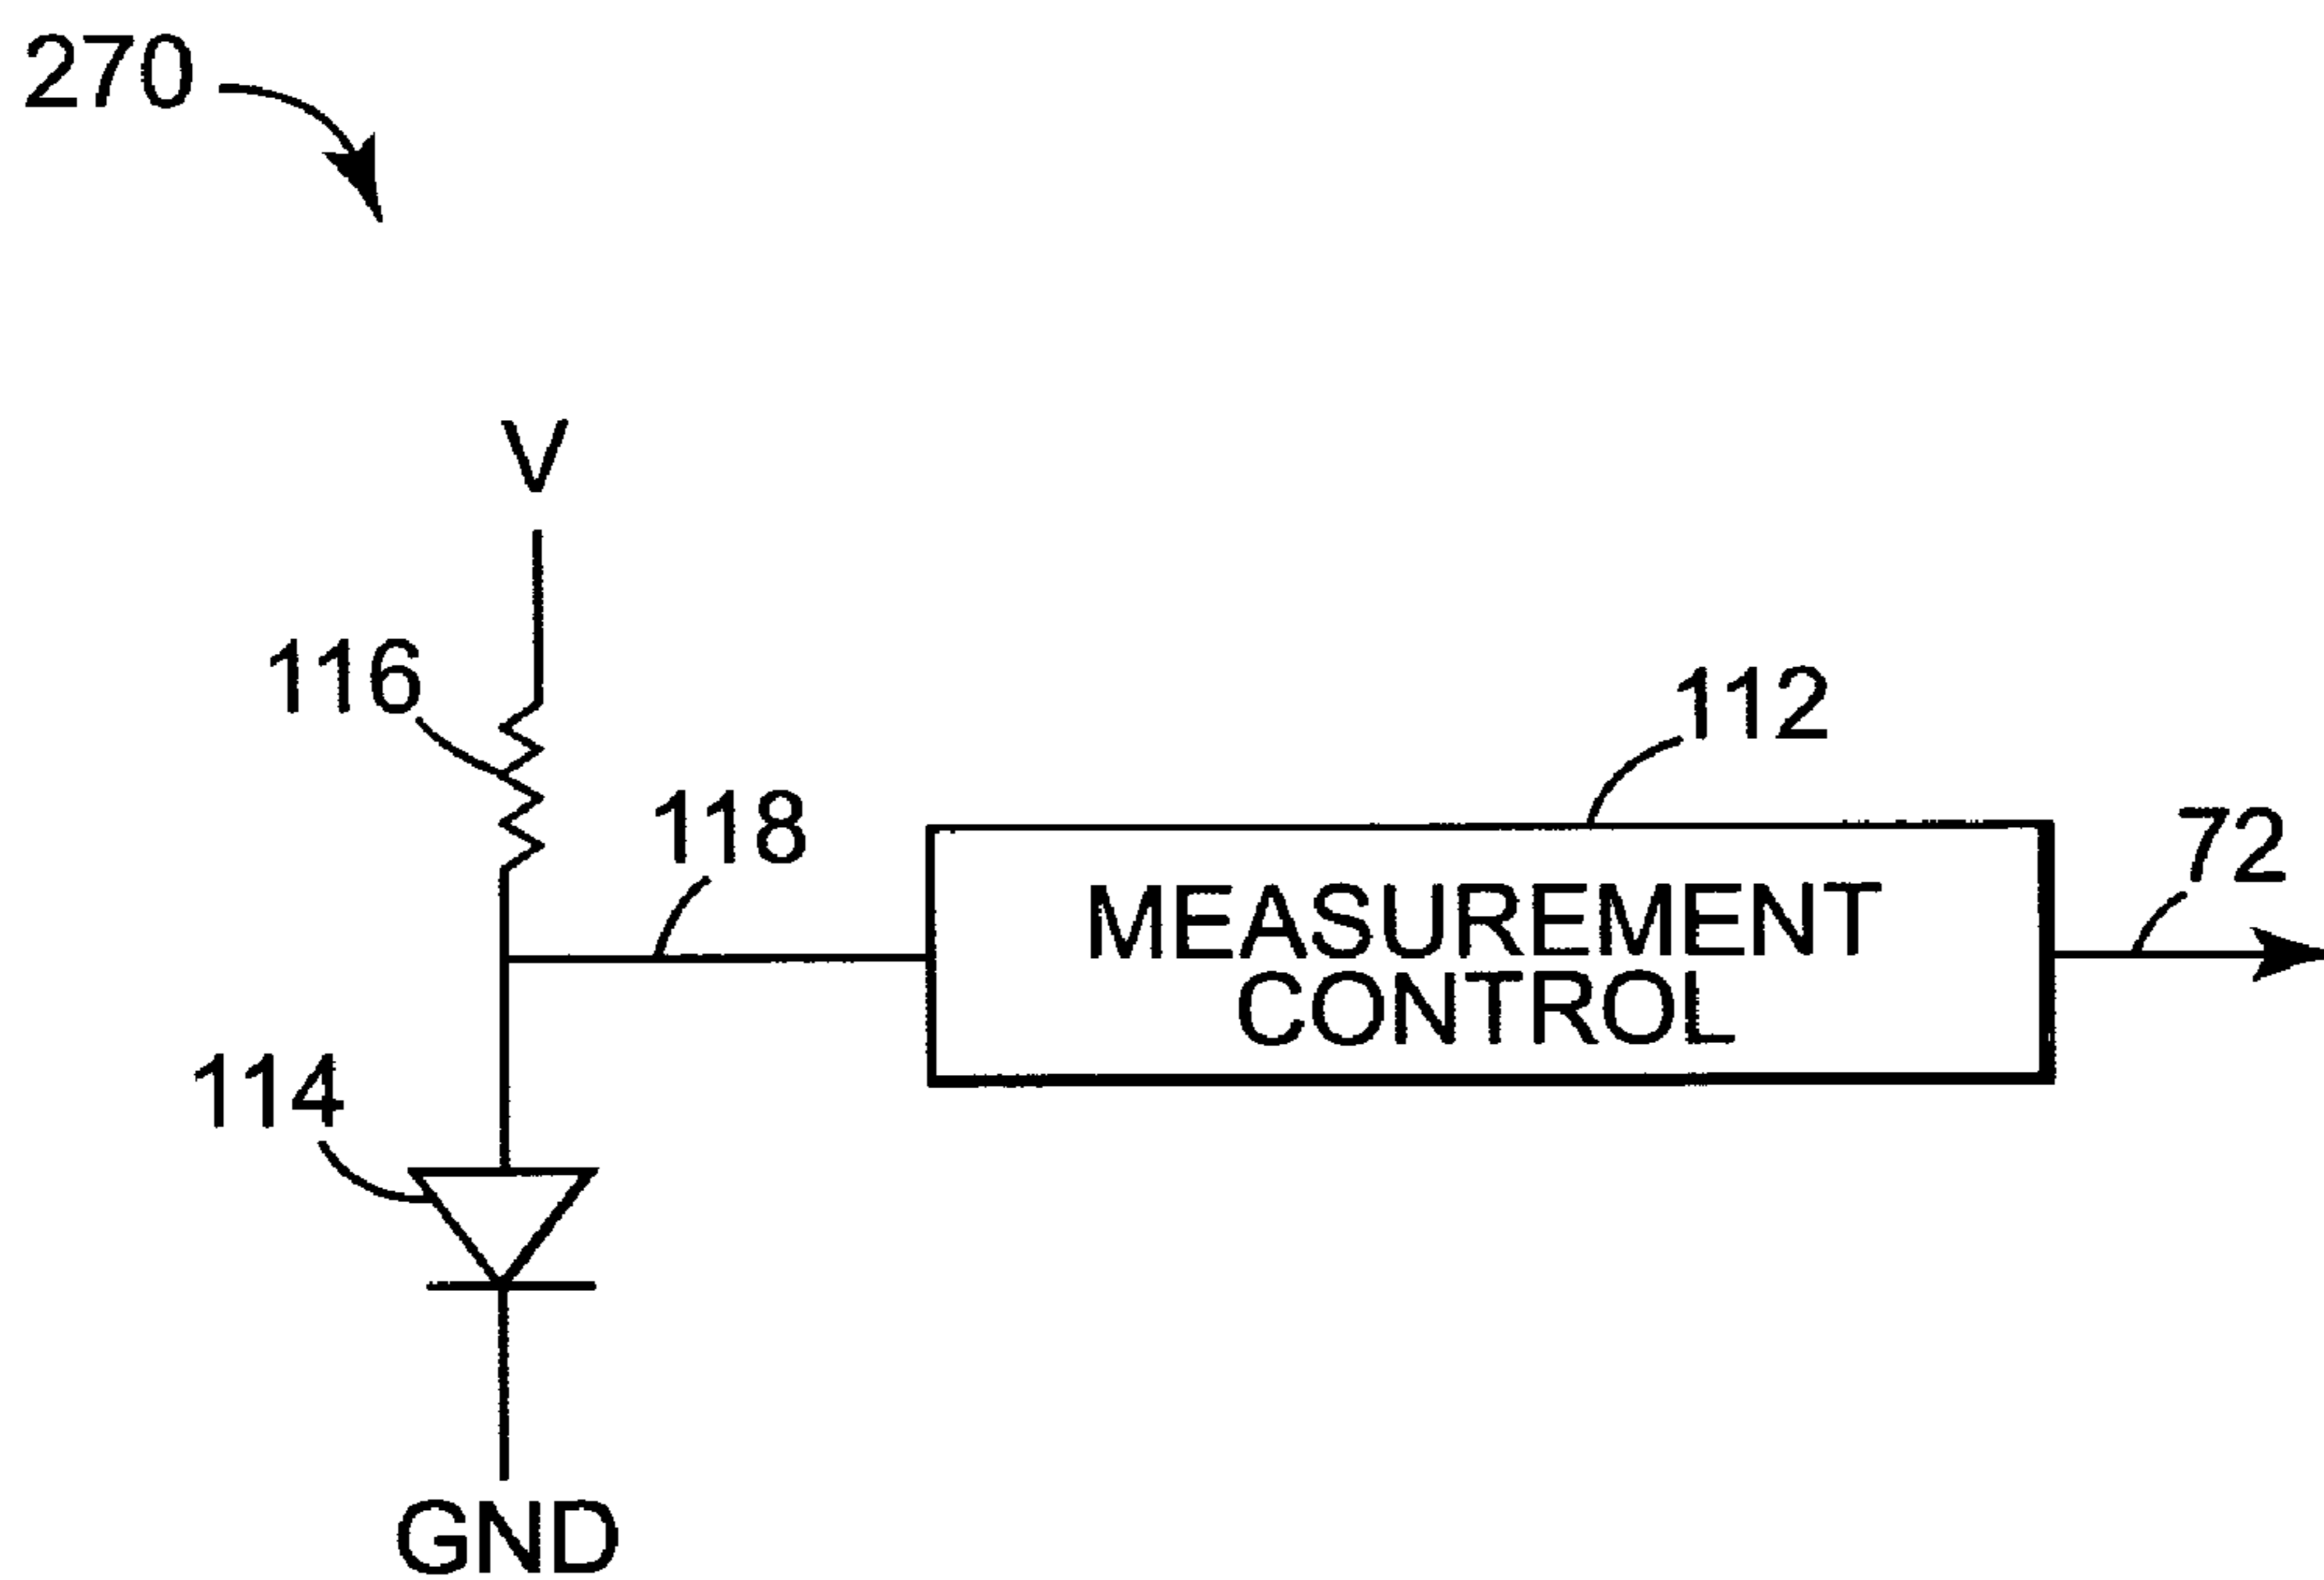 270
V
116
112
118
72
MEASUREMENT
CONTROL
114
GND